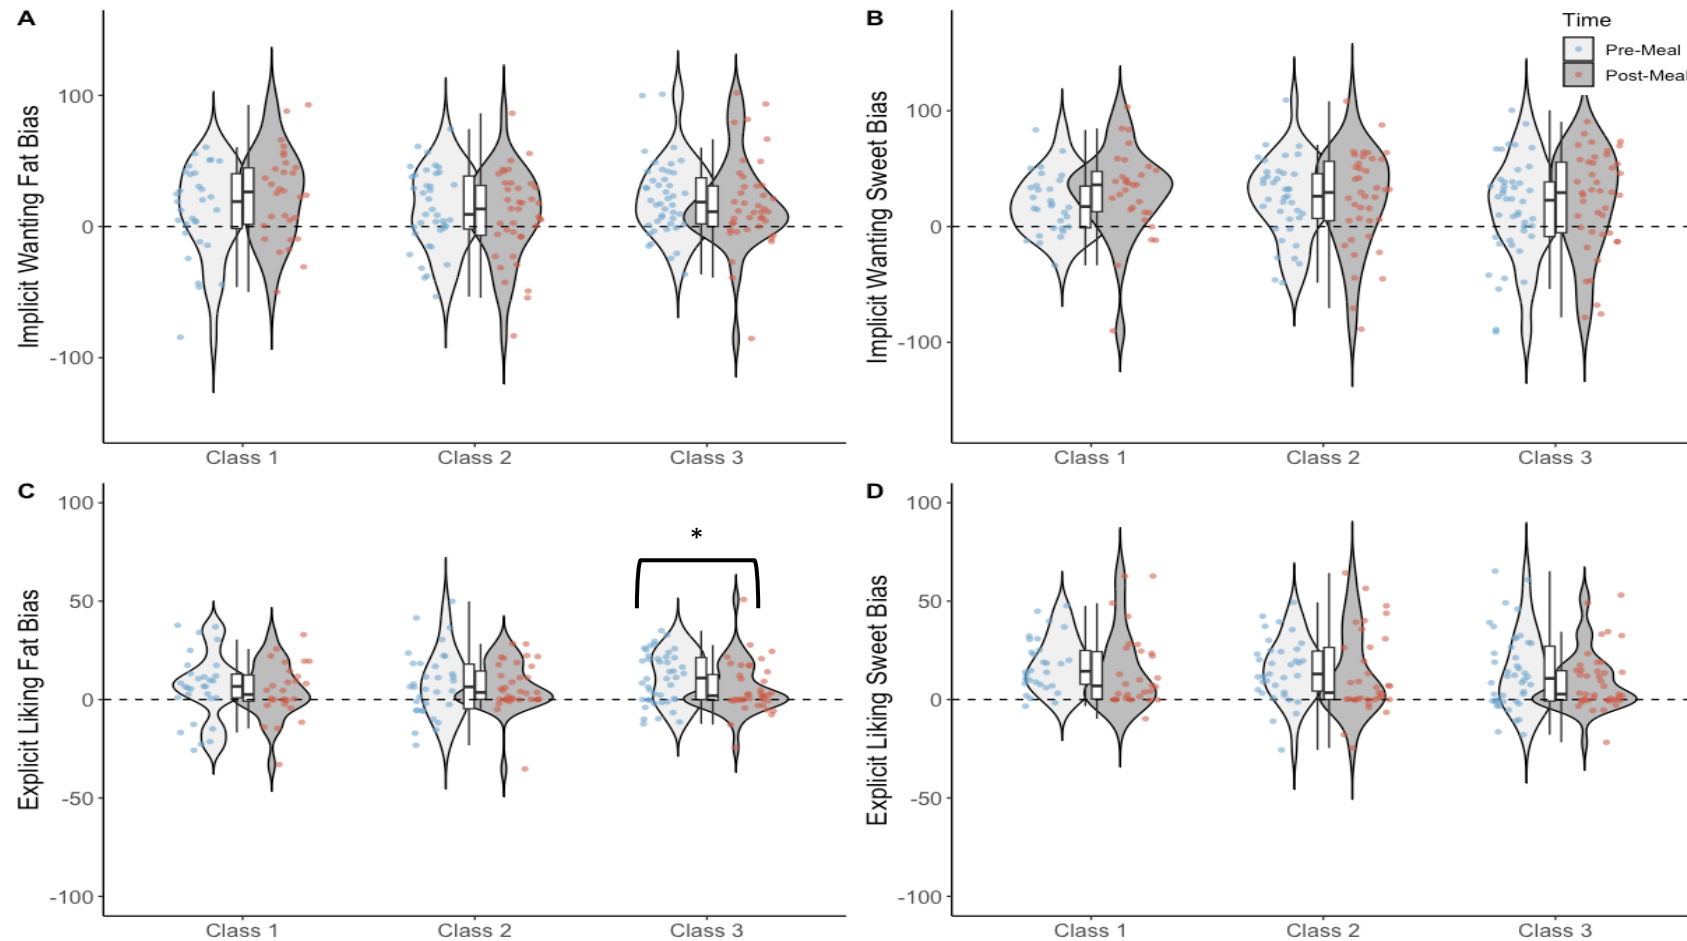 A
Implicit Wanting Fat Bias
100
0
-100
Class 1
Class 2
Class 3
B
Implicit Wanting Sweet Bias
100
0
-100
Class 1
Class 2
Class 3
Time
Pre-Meal
Post-Meal
C
Explicit Liking Fat Bias
100
50
0
-50
-100
*
Class 1
Class 2
Class 3
D
Explicit Liking Sweet Bias
100
50
0
-50
-100
Class 1
Class 2
Class 3